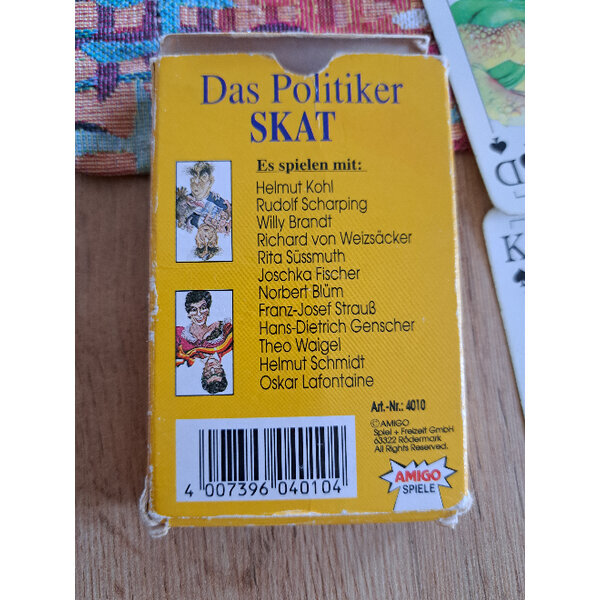 Das Politiker
SKAT
Es spielen mit:
Helmut Kohl
Rudolf Scharping
Willy Brandt
Richard von Weizsäcker
Rita Süssmuth
Joschka Fischer
Norbert Blüm
Franz-Josef Strauß
Hans-Dietrich Genscher
Theo Waigel
Helmut Schmidt
Oskar Lafontaine
Art.-Nr.: 4010
©AMIGO
Spiel + Freizeit GmbH
63322 Rödermark
All Rights Reserved.
4 007396 040104
AMIGO
SPIELE
D
K